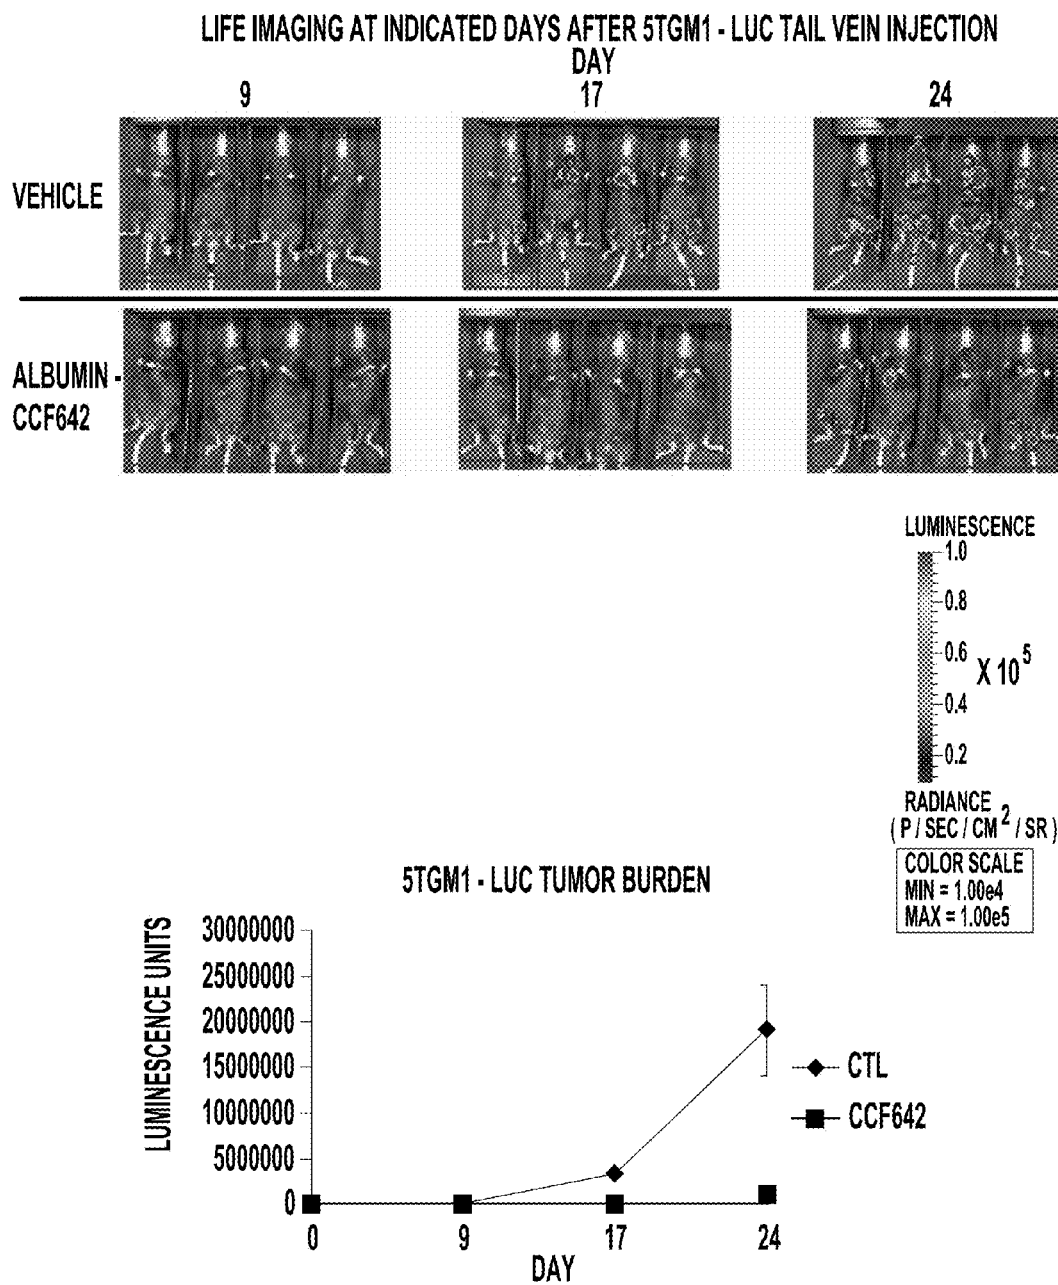 LIFE IMAGING AT INDICATED DAYS AFTER 5TGM1 - LUC TAIL VEIN INJECTION
DAY
9 17 24
VEHICLE
ALBUMIN -
CCF642
LUMINESCENCE
1.0
0.8
0.6
X 10^5
0.4
0.2
RADIANCE
( P / SEC / CM^2 / SR )
COLOR SCALE
MIN = 1.00e4
MAX = 1.00e5
5TGM1 - LUC TUMOR BURDEN
LUMINESCENCE UNITS
30000000
25000000
20000000
15000000
10000000
5000000
0
0 9 17 24
DAY
CTL
CCF642